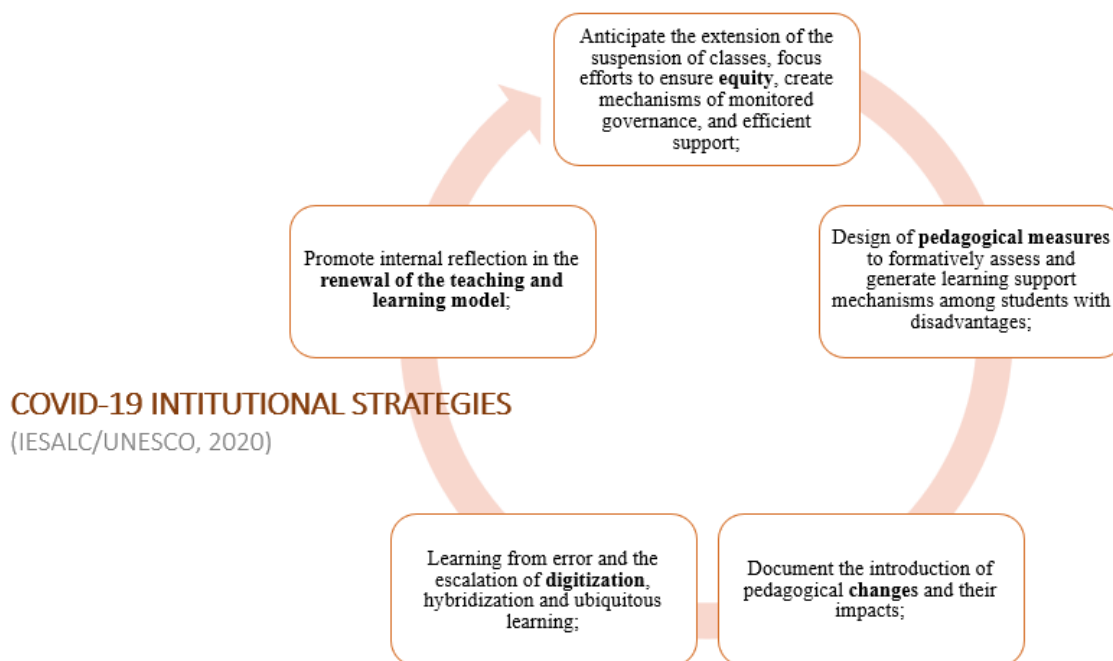 Anticipate the extension of the
suspension of classes, focus
efforts to ensure equity, create
mechanisms of monitored
governance, and efficient
support;
Design of pedagogical measures
to formatively assess and
generate learning support
mechanisms among students with
disadvantages;
Document the introduction of
pedagogical changes and their
impacts;
Learning from error and the
escalation of digitization,
hybridization and ubiquitous
learning;
Promote internal reflection in the
renewal of the teaching and
learning model;
COVID-19 INTITUTIONAL STRATEGIES
(IESALC/UNESCO, 2020)